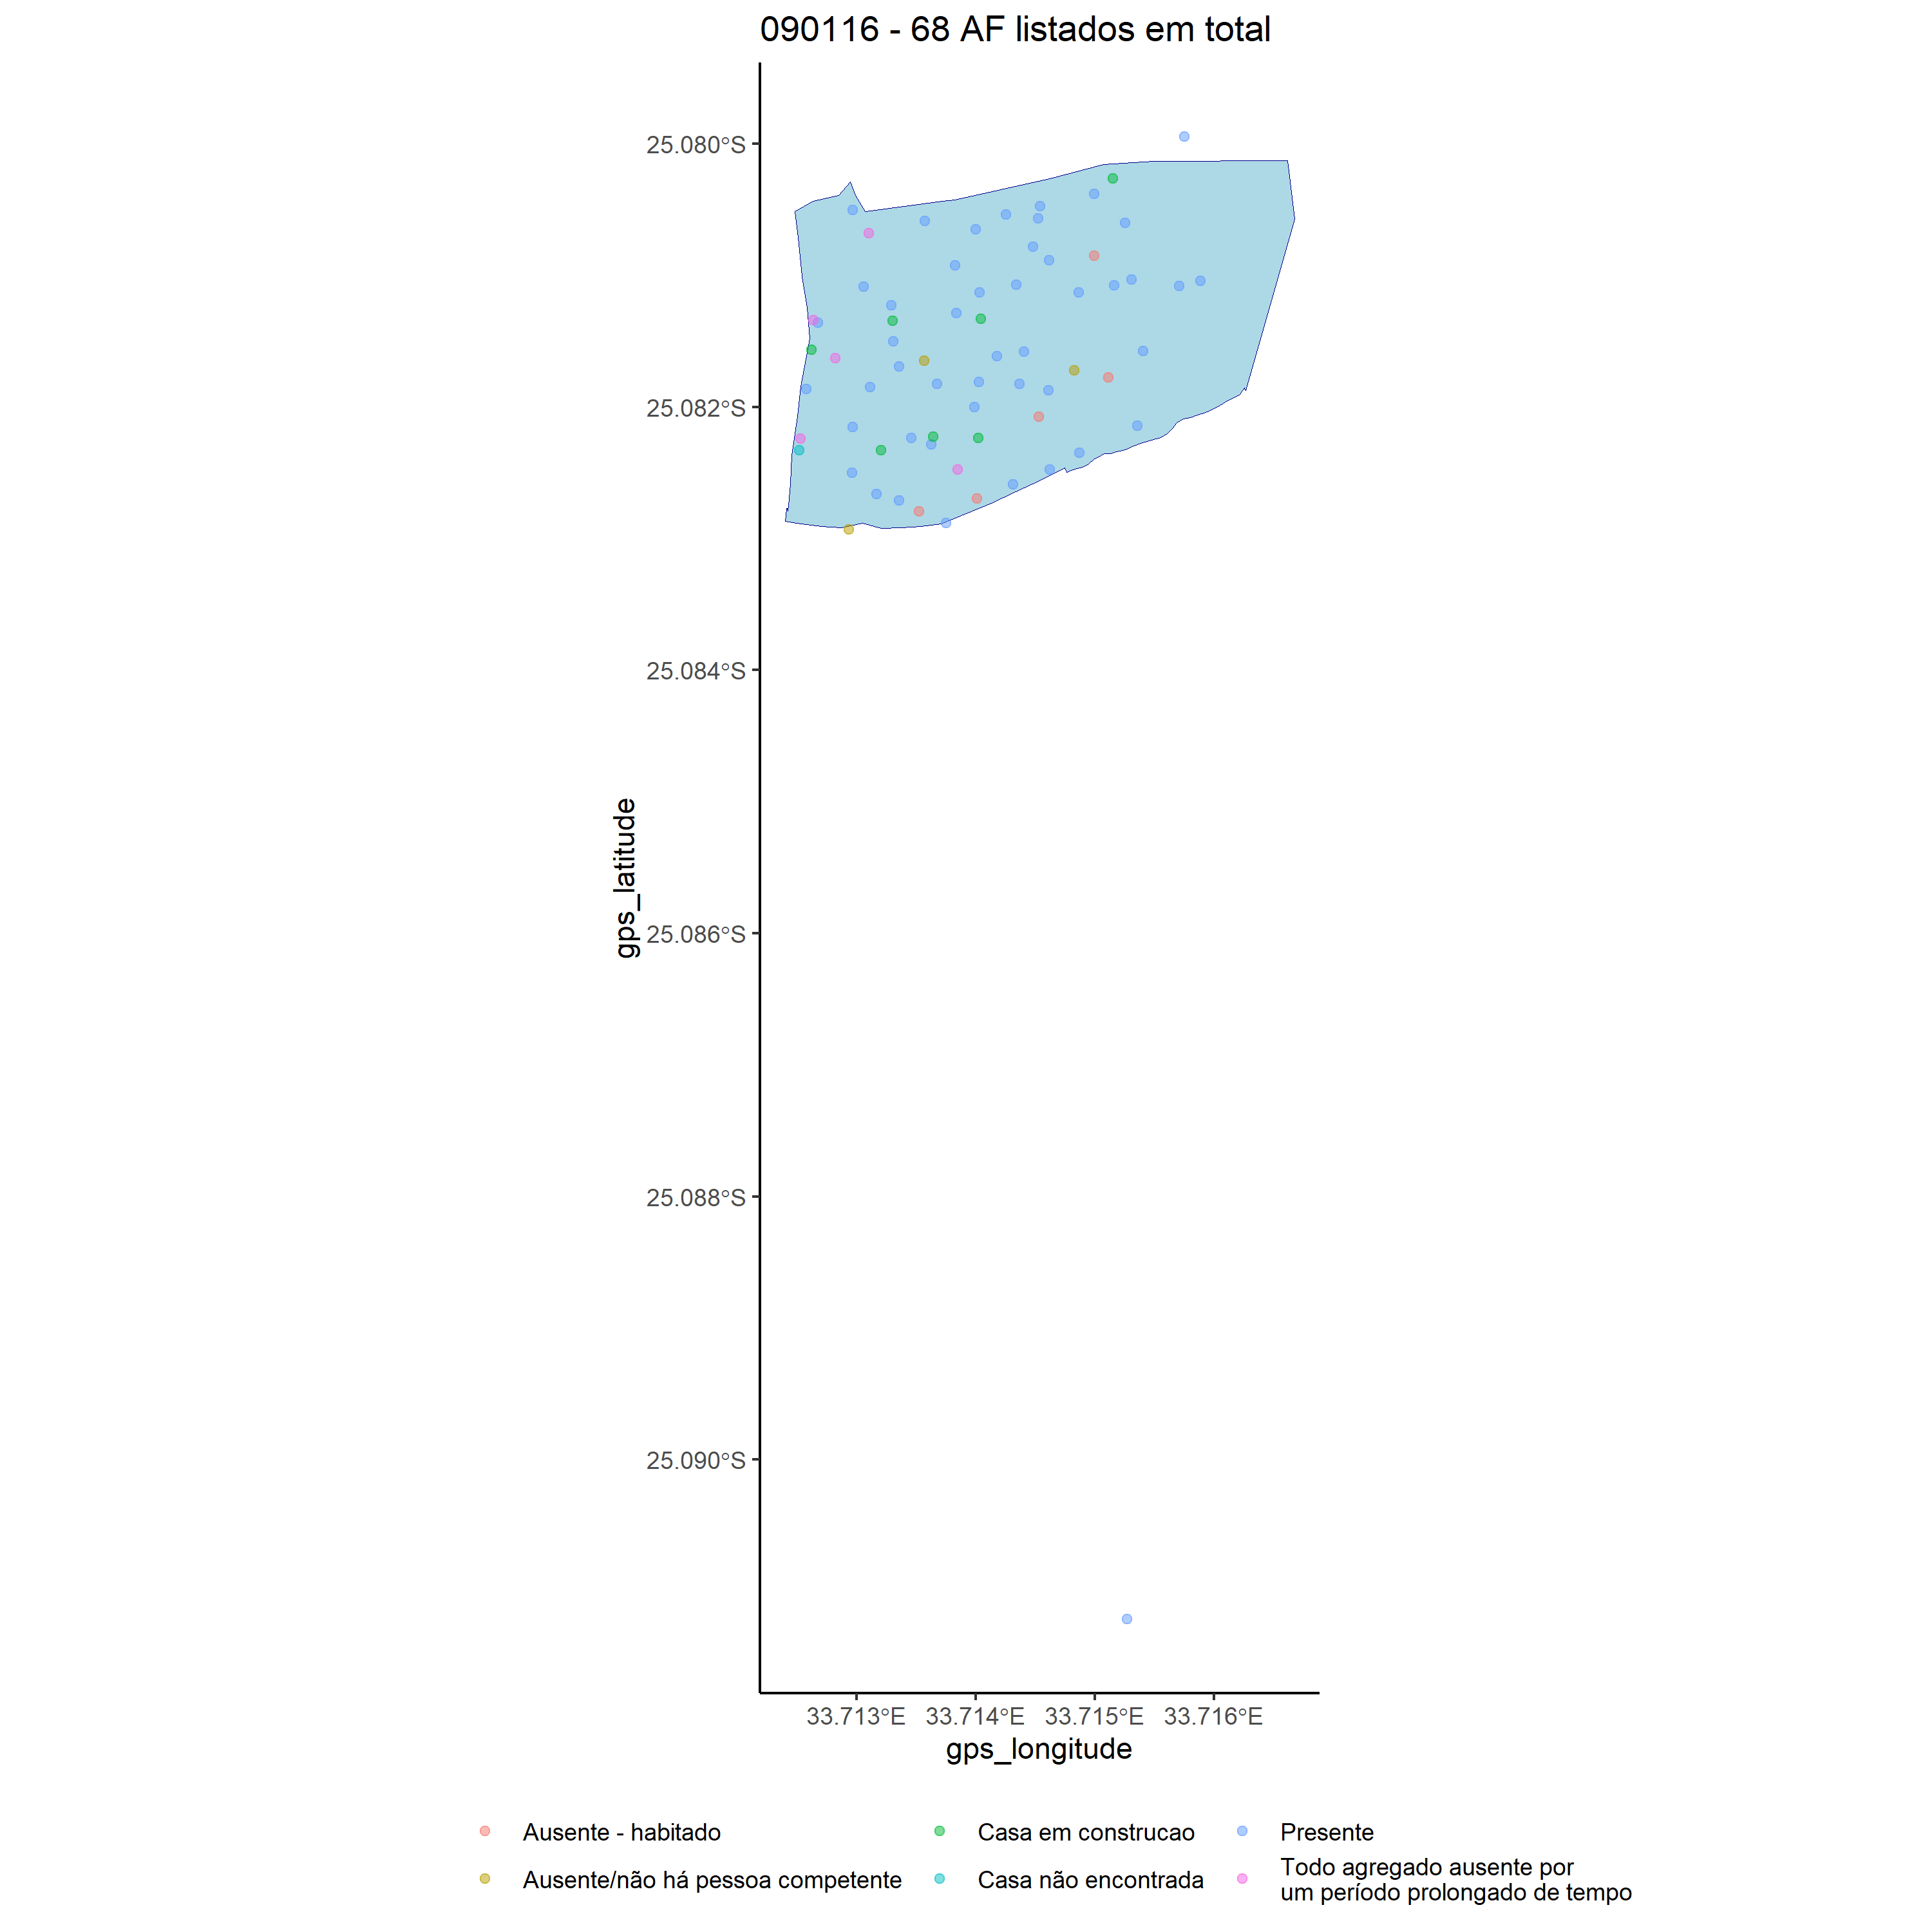 090116 - 68 AF listados em total
25.080°S
25.082°S
25.084°S
25.086°S
25.088°S
25.090°S
gps_latitude
33.713°E 33.714°E 33.715°E 33.716°E
gps_longitude
Ausente - habitado
Ausente/não há pessoa competente
Casa em construcao
Casa não encontrada
Presente
Todo agregado ausente por
um período prolongado de tempo